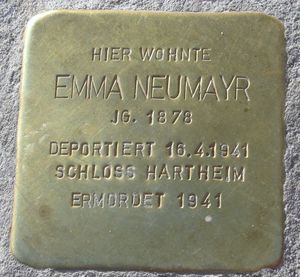 HIER WOHNTE
EMMA NEUMAYR
JG. 1878
DEPORTIERT 16.4.1941
SCHLOSS HARTHEIM
ERMORDET 1941